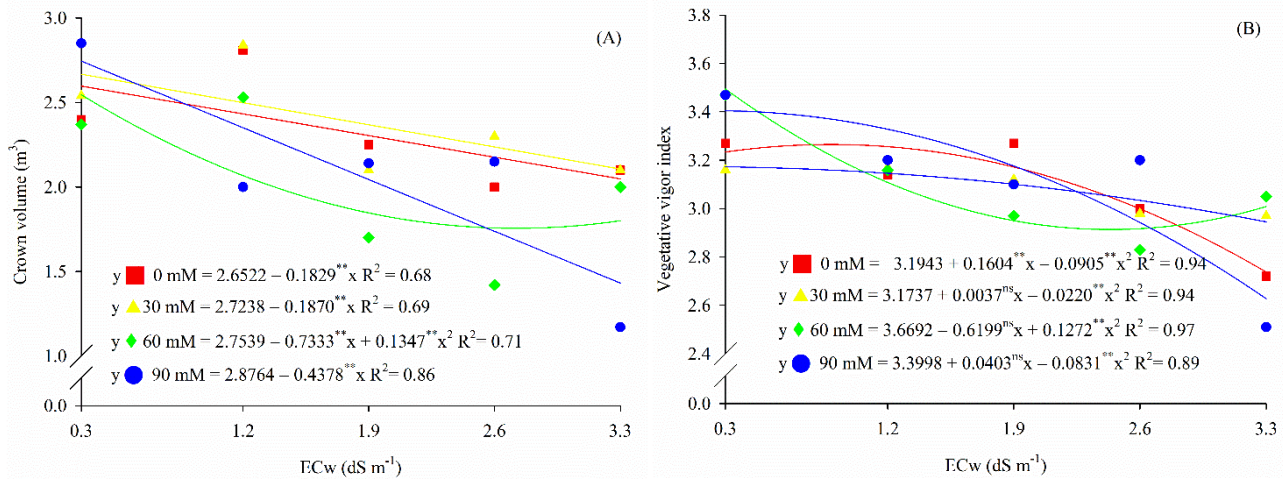 (A)
Crown volume (m³)
3.0
2.5
2.0
1.5
1.0
0.0
y 0 mM = 2.6522 – 0.1829**x R² = 0.68
y 30 mM = 2.7238 – 0.1870**x R² = 0.69
y 60 mM = 2.7539 – 0.7333**x + 0.1347**x² R² = 0.71
y 90 mM = 2.8764 – 0.4378**x R² = 0.86
0.3 1.2 1.9 2.6 3.3
ECw (dS m⁻¹)
(B)
Vegetative vigor index
3.8
3.6
3.4
3.2
3.0
2.8
2.6
2.4
0.0
y 0 mM = 3.1943 + 0.1604**x – 0.0905**x² R² = 0.94
y 30 mM = 3.1737 + 0.0037ⁿˢx – 0.0220**x² R² = 0.94
y 60 mM = 3.6692 – 0.6199ⁿˢx + 0.1272**x² R² = 0.97
y 90 mM = 3.3998 + 0.0403ⁿˢx – 0.0831**x² R² = 0.89
0.3 1.2 1.9 2.6 3.3
ECw (dS m⁻¹)